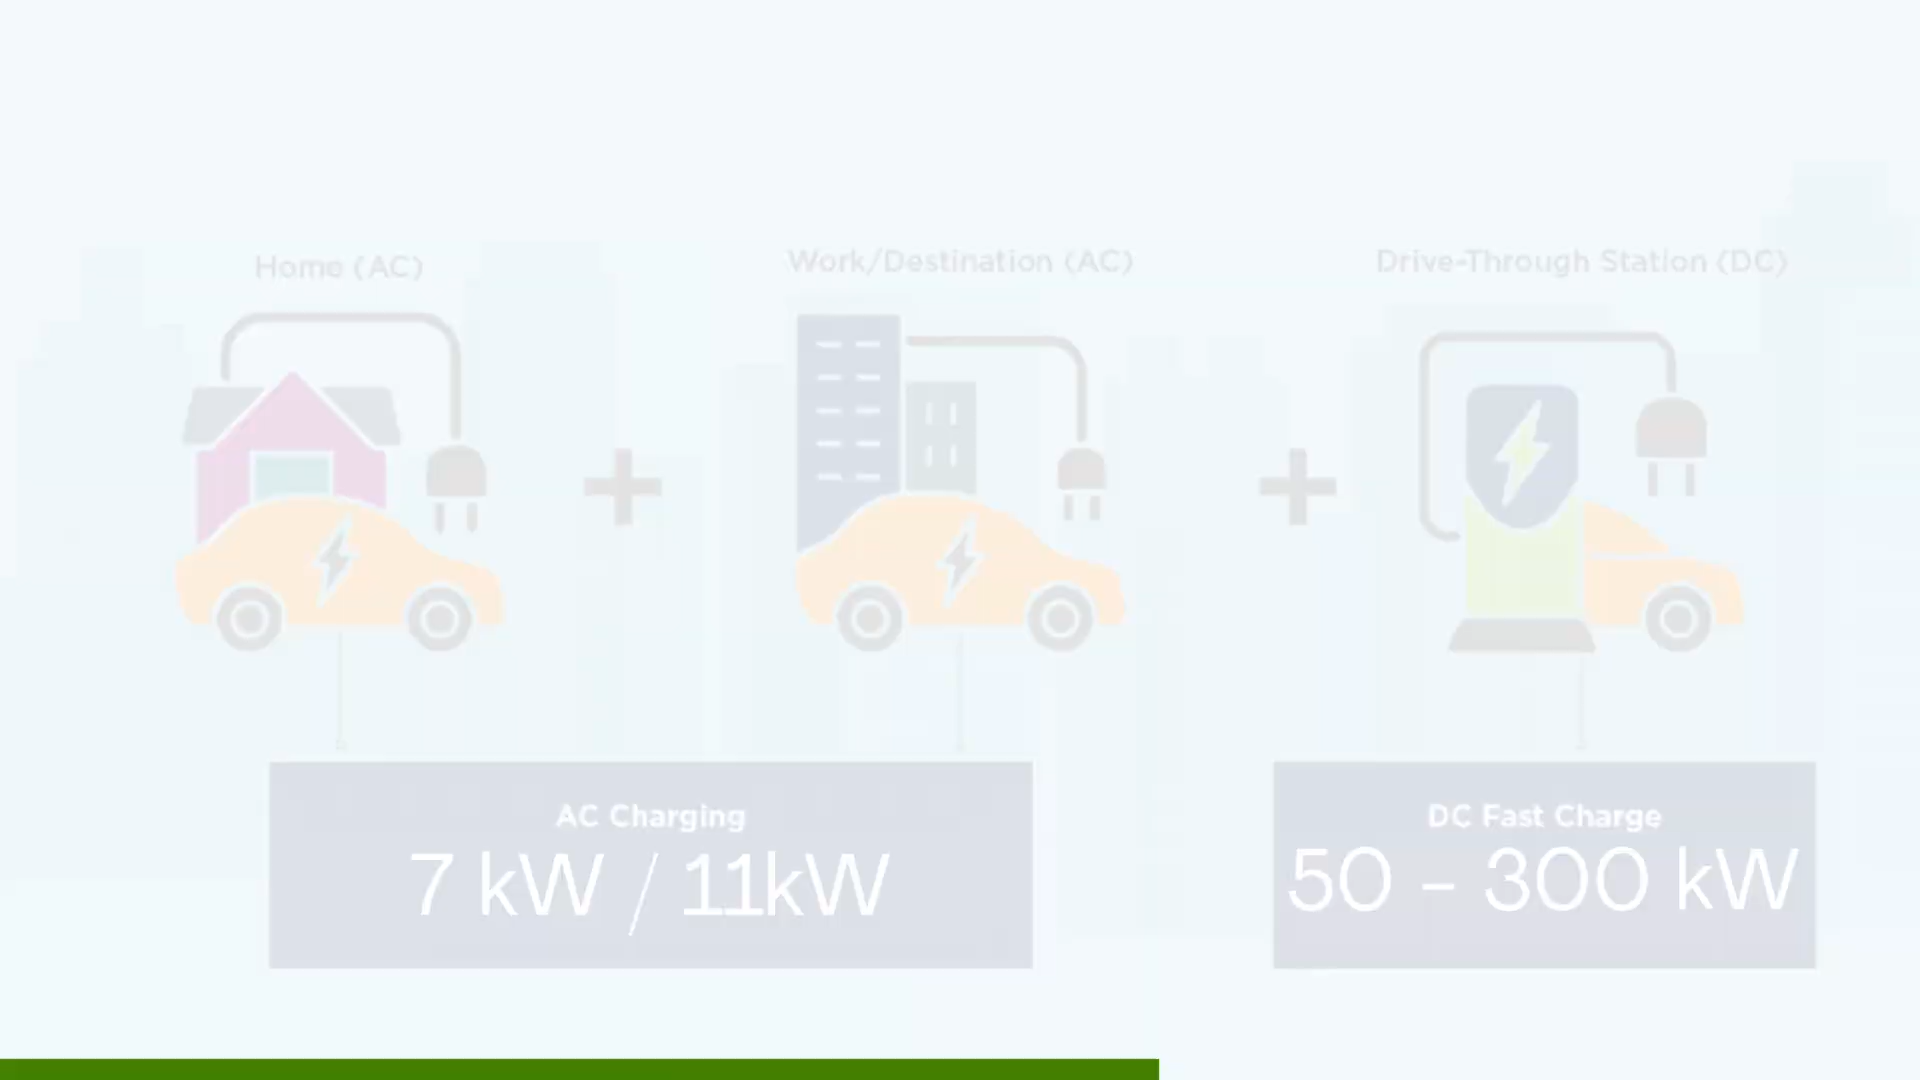 Home (AC)
Work/Destination (AC)
Drive-Through Station (DC)
AC Charging
7 kW / 11kW
DC Fast Charge
50 – 300 kW